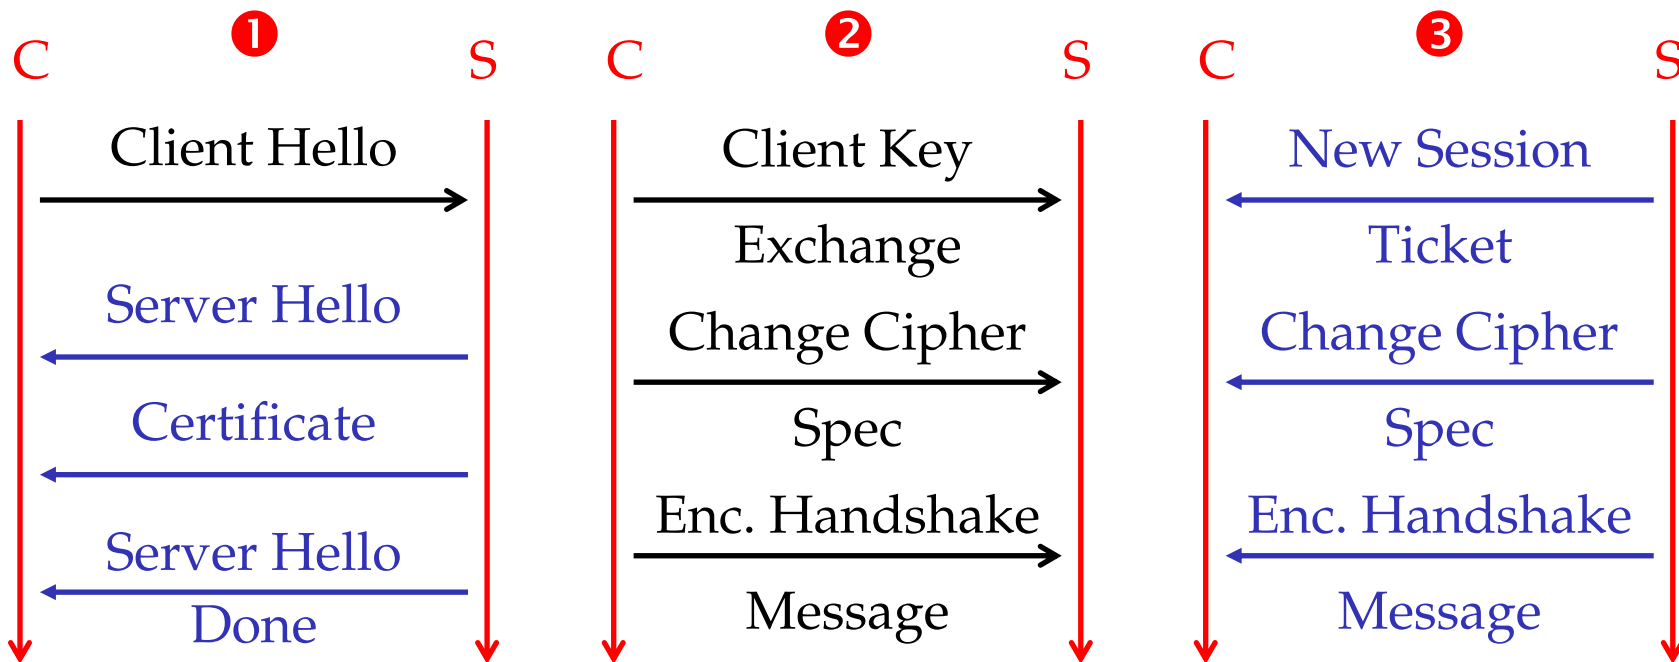 ❶
C S
Client Hello
Server Hello
Certificate
Server Hello
Done
❷
C S
Client Key
Exchange
Change Cipher
Spec
Enc. Handshake
Message
❸
C S
New Session
Ticket
Change Cipher
Spec
Enc. Handshake
Message